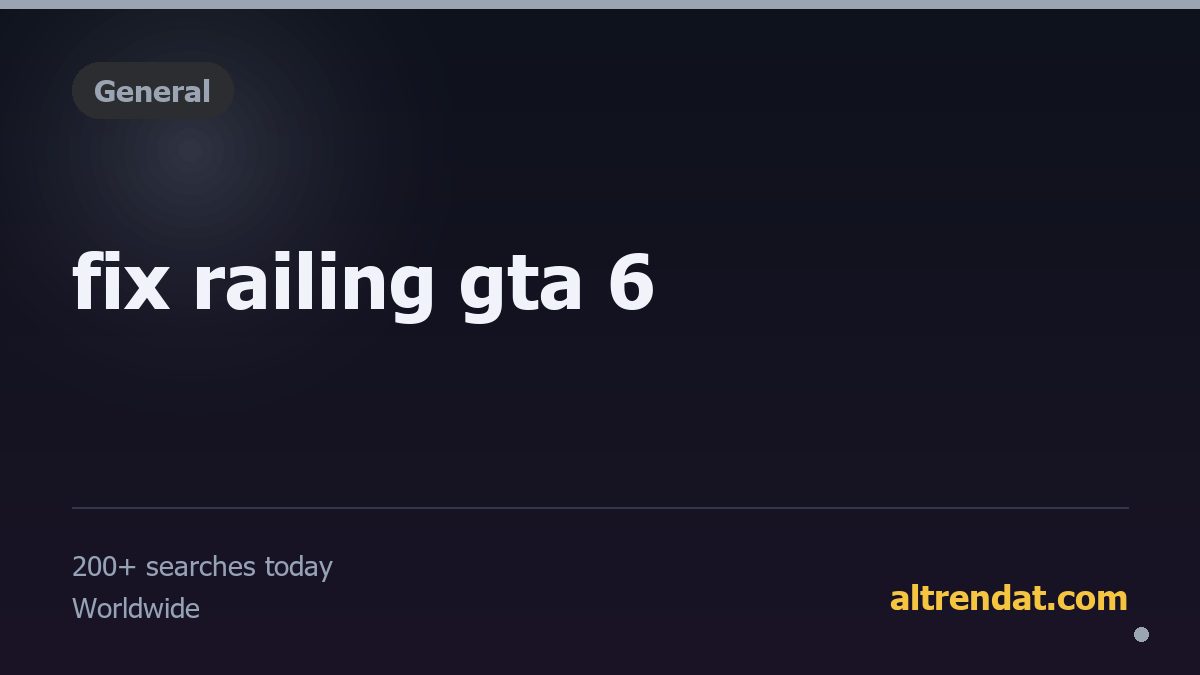 General
fix railing gta 6
200+ searches today
Worldwide
altrendat.com